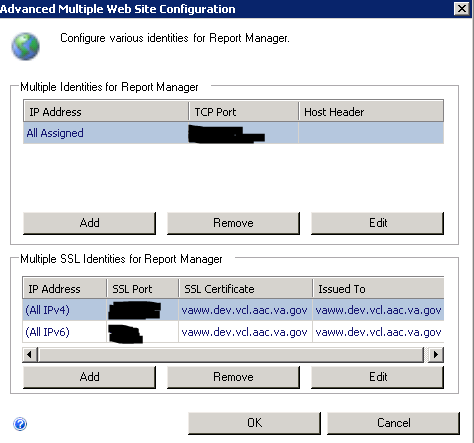 Advanced Multiple Web Site Configuration
Configure various identities for Report Manager.
Multiple Identities for Report Manager
IP Address TCP Port Host Header
All Assigned
Add Remove Edit
Multiple SSL Identities for Report Manager
IP Address SSL Port SSL Certificate Issued To
(All IPv4) vaww.dev.vcl.aac.va.gov vaww.dev.vcl.aac.va.gov
(All IPv6) vaww.dev.vcl.aac.va.gov vaww.dev.vcl.aac.va.gov
Add Remove Edit
OK Cancel